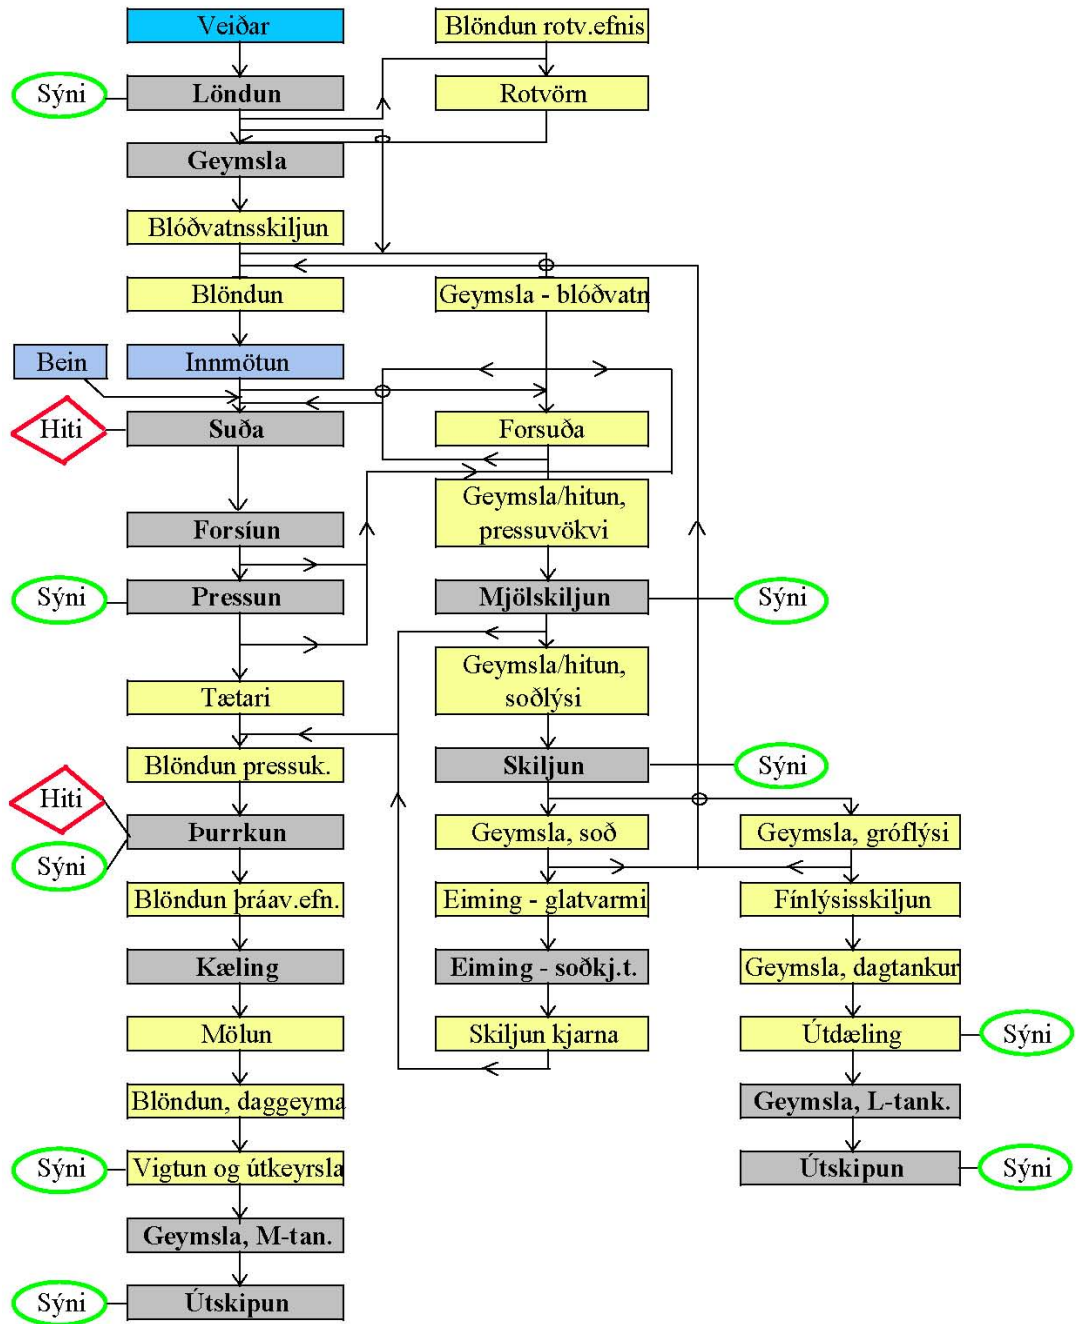 Veiðar
Blöndun rotv.efnis
Sýni
Löndun
Rotvörn
Geymsla
Blóðvatnsskiljun
Blöndun
Geymsla - blóðvatn
Bein
Innmötun
Hiti
Suða
Forsuða
Geymsla/hitun,
pressuvökvi
Forsíun
Sýni
Pressun
Mjölskiljun
Sýni
Geymsla/hitun,
soðlýsi
Tætari
Blöndun pressuk.
Skiljun
Sýni
Hiti
Þurrkun
Sýni
Geymsla, soð
Geymsla, gróflýsi
Blöndun þráav.efn.
Eiming - glatvarmi
Fínlýsisskiljun
Kæling
Eiming - soðkj.t.
Geymsla, dagtankur
Mölun
Skiljun kjarna
Útdæling
Sýni
Blöndun, daggeyma
Geymsla, L-tank.
Sýni
Vigtun og útkeyrsla
Útskipun
Sýni
Geymsla, M-tan.
Sýni
Útskipun